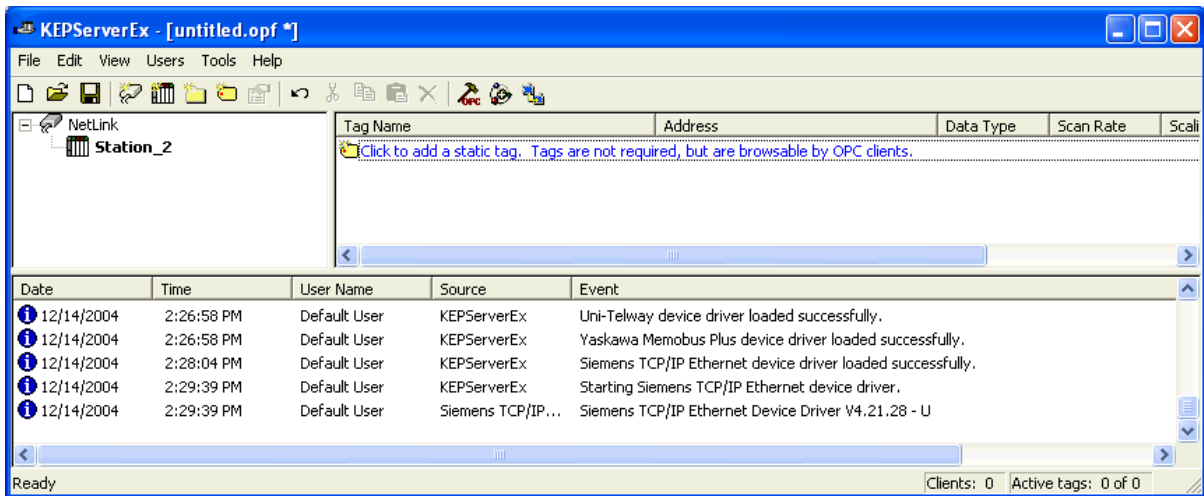 KEPServerEx - [untitled.opf *]
File Edit View Users Tools Help
OPC
NetLink
Station_2
Tag Name Address Data Type Scan Rate Scali
Click to add a static tag. Tags are not required, but are browsable by OPC clients.
Date Time User Name Source Event
12/14/2004 2:26:58 PM Default User KEPServerEx Uni-Telway device driver loaded successfully.
12/14/2004 2:26:58 PM Default User KEPServerEx Yaskawa Memobus Plus device driver loaded successfully.
12/14/2004 2:28:04 PM Default User KEPServerEx Siemens TCP/IP Ethernet device driver loaded successfully.
12/14/2004 2:29:39 PM Default User KEPServerEx Starting Siemens TCP/IP Ethernet device driver.
12/14/2004 2:29:39 PM Default User Siemens TCP/IP... Siemens TCP/IP Ethernet Device Driver V4.21.28 - U
Ready Clients: 0 Active tags: 0 of 0